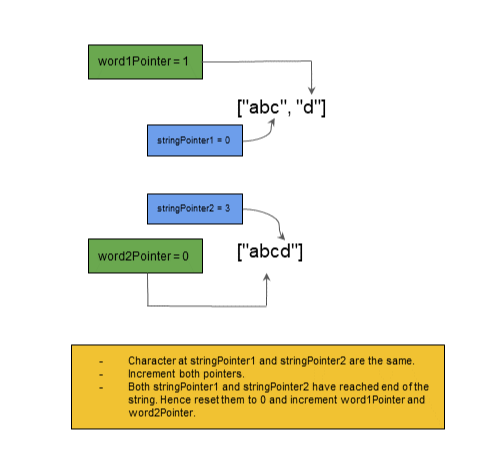 word1Pointer = 1
["abc", "d"]
stringPointer1 = 0
stringPointer2 = 3
word2Pointer = 0
["abcd"]
- Character at stringPointer1 and stringPointer2 are the same.
- Increment both pointers.
- Both stringPointer1 and stringPointer2 have reached end of the
string. Hence reset them to 0 and increment word1Pointer and
word2Pointer.